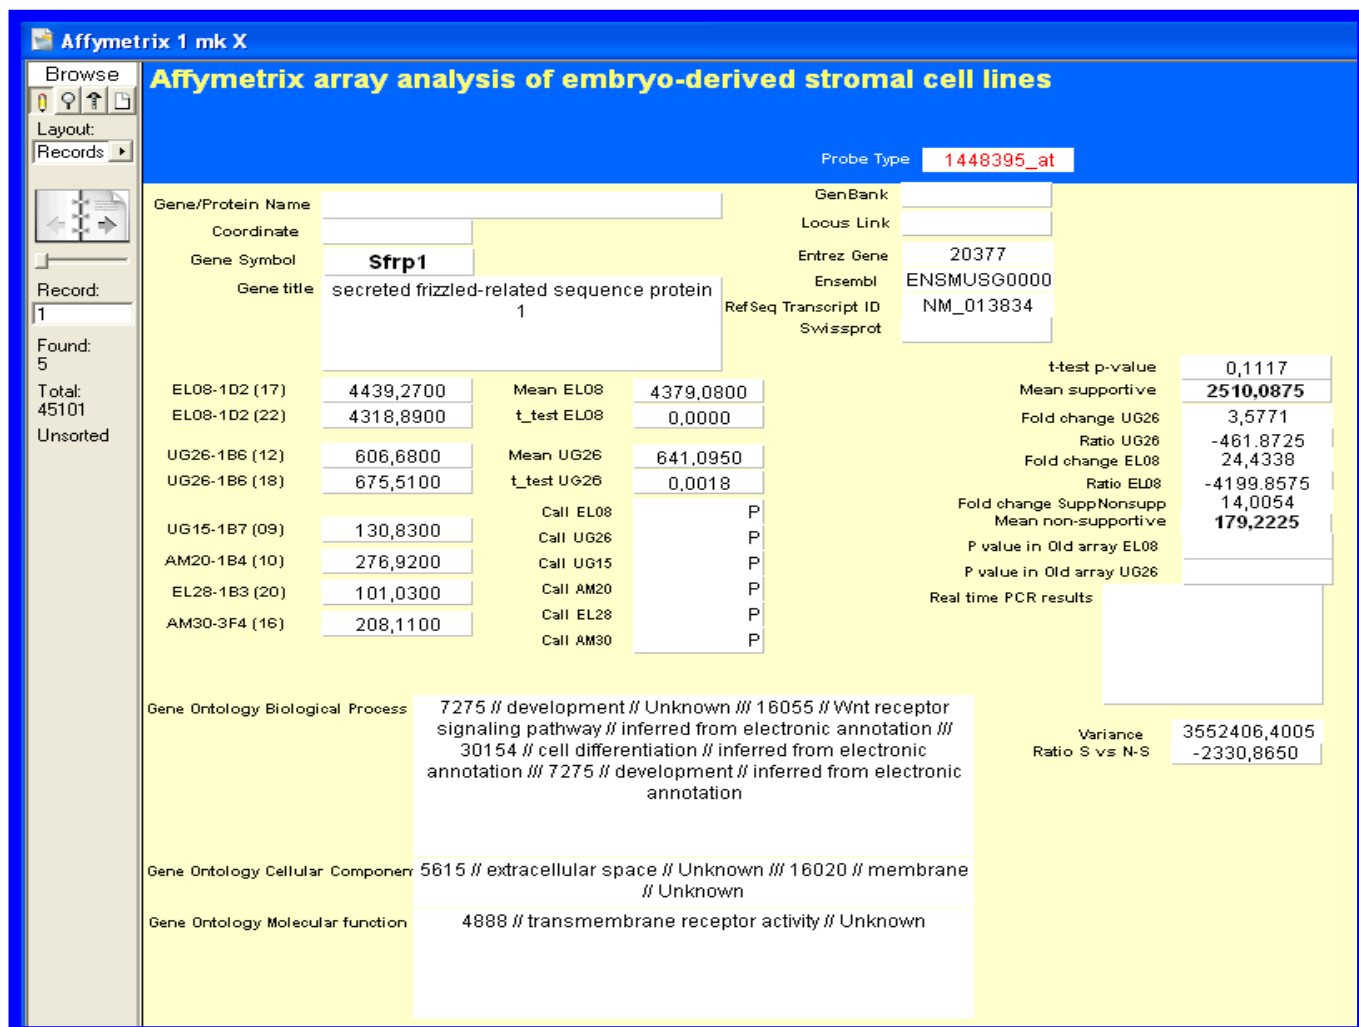 Affymetrix 1 mk X
Browse
Layout:
Records
Record:
1
Found:
5
Total:
45101
Unsorted
Affymetrix array analysis of embryo-derived stromal cell lines
Probe Type 1448395_at
Gene/Protein Name
Coordinate
Gene Symbol Sfrp1
Gene title secreted frizzled-related sequence protein
1
GenBank
Locus Link
Entrez Gene 20377
Ensembl ENSMUSG0000
RefSeq Transcript ID NM_013834
Swissprot
EL08-1D2 (17) 4439,2700
EL08-1D2 (22) 4318,8900
UG26-1B6 (12) 606,6800
UG26-1B6 (18) 675,5100
UG15-1B7 (09) 130,8300
AM20-1B4 (10) 276,9200
EL28-1B3 (20) 101,0300
AM30-3F4 (16) 208,1100
Mean EL08 4379,0800
t_test EL08 0,0000
Mean UG26 641,0950
t_test UG26 0,0018
Call EL08 P
Call UG26 P
Call UG15 P
Call AM20 P
Call EL28 P
Call AM30 P
t-test p-value 0,1117
Mean supportive 2510,0875
Fold change UG26 3,5771
Ratio UG26 -461.8725
Fold change EL08 24,4338
Ratio EL08 -4199.8575
Fold change SuppNonsupp 14,0054
Mean non-supportive 179,2225
P value in Old array EL08
P value in Old array UG26
Real time PCR results
Gene Ontology Biological Process 7275 // development // Unknown /// 16055 // Wnt receptor
signaling pathway // inferred from electronic annotation ///
30154 // cell differentiation // inferred from electronic
annotation /// 7275 // development // inferred from electronic
annotation
Variance 3552406,4005
Ratio S vs N-S -2330,8650
Gene Ontology Cellular Componen 5615 // extracellular space // Unknown /// 16020 // membrane
// Unknown
Gene Ontology Molecular function 4888 // transmembrane receptor activity // Unknown